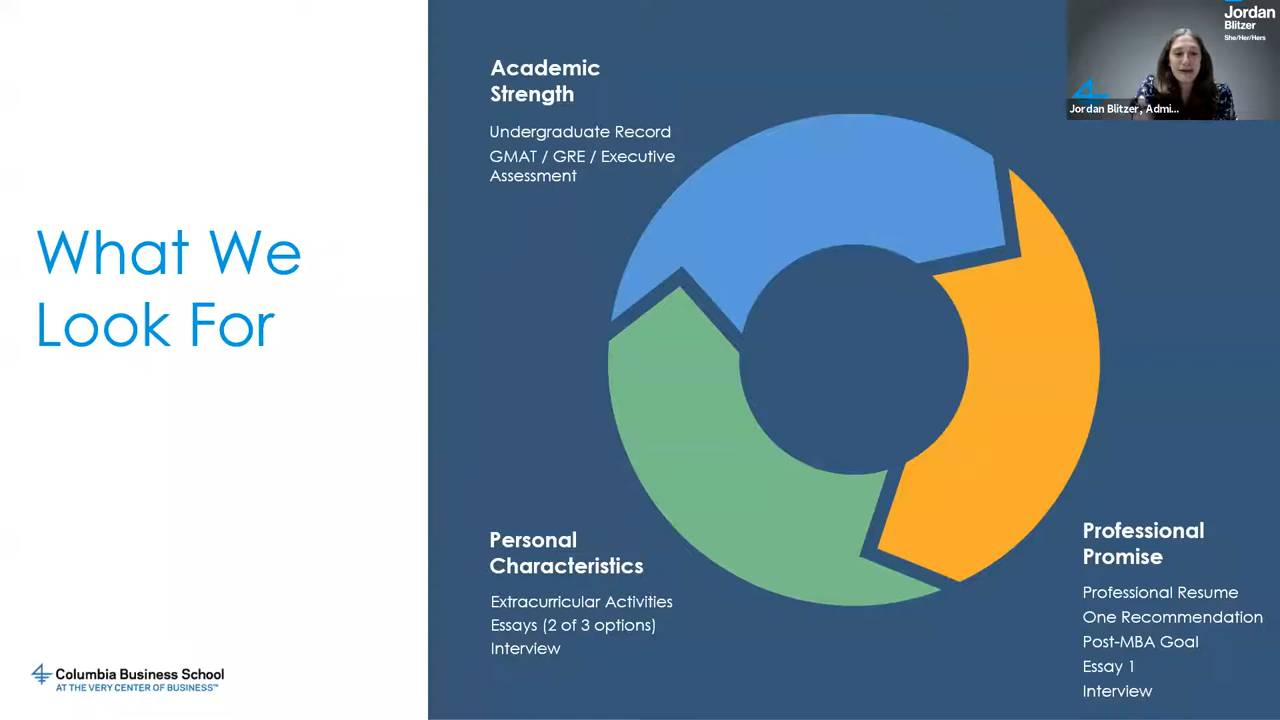 What We
Look For
Academic
Strength
Undergraduate Record
GMAT / GRE / Executive
Assessment
Personal
Characteristics
Extracurricular Activities
Essays (2 of 3 options)
Interview
Professional
Promise
Professional Resume
One Recommendation
Post-MBA Goal
Essay 1
Interview
Columbia Business School
AT THE VERY CENTER OF BUSINESS™
Jordan
Blitzer
She/Her/Hers
Jordan Blitzer, Admi...